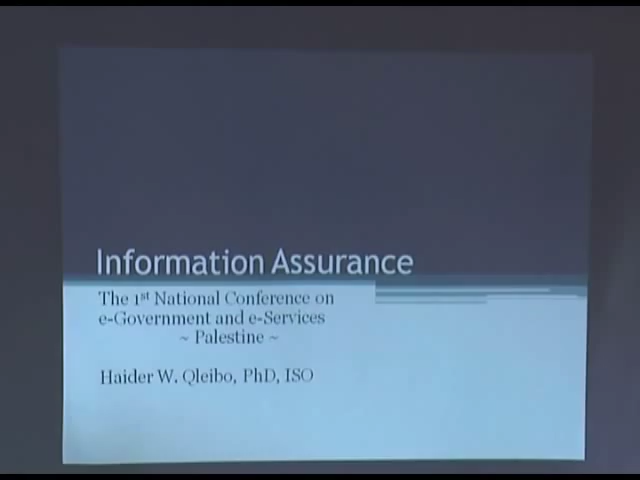 Information Assurance
The 1st National Conference on
e-Government and e-Services
~ Palestine ~
Haider W. Qleibo, PhD, ISO